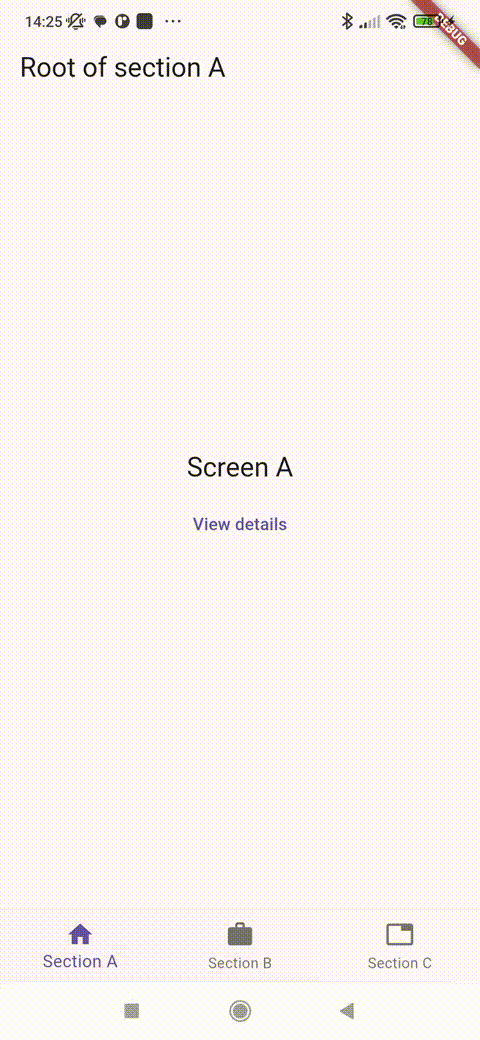 14:25
78
DEBUG
Root of section A
Screen A
View details
Section A
Section B
Section C